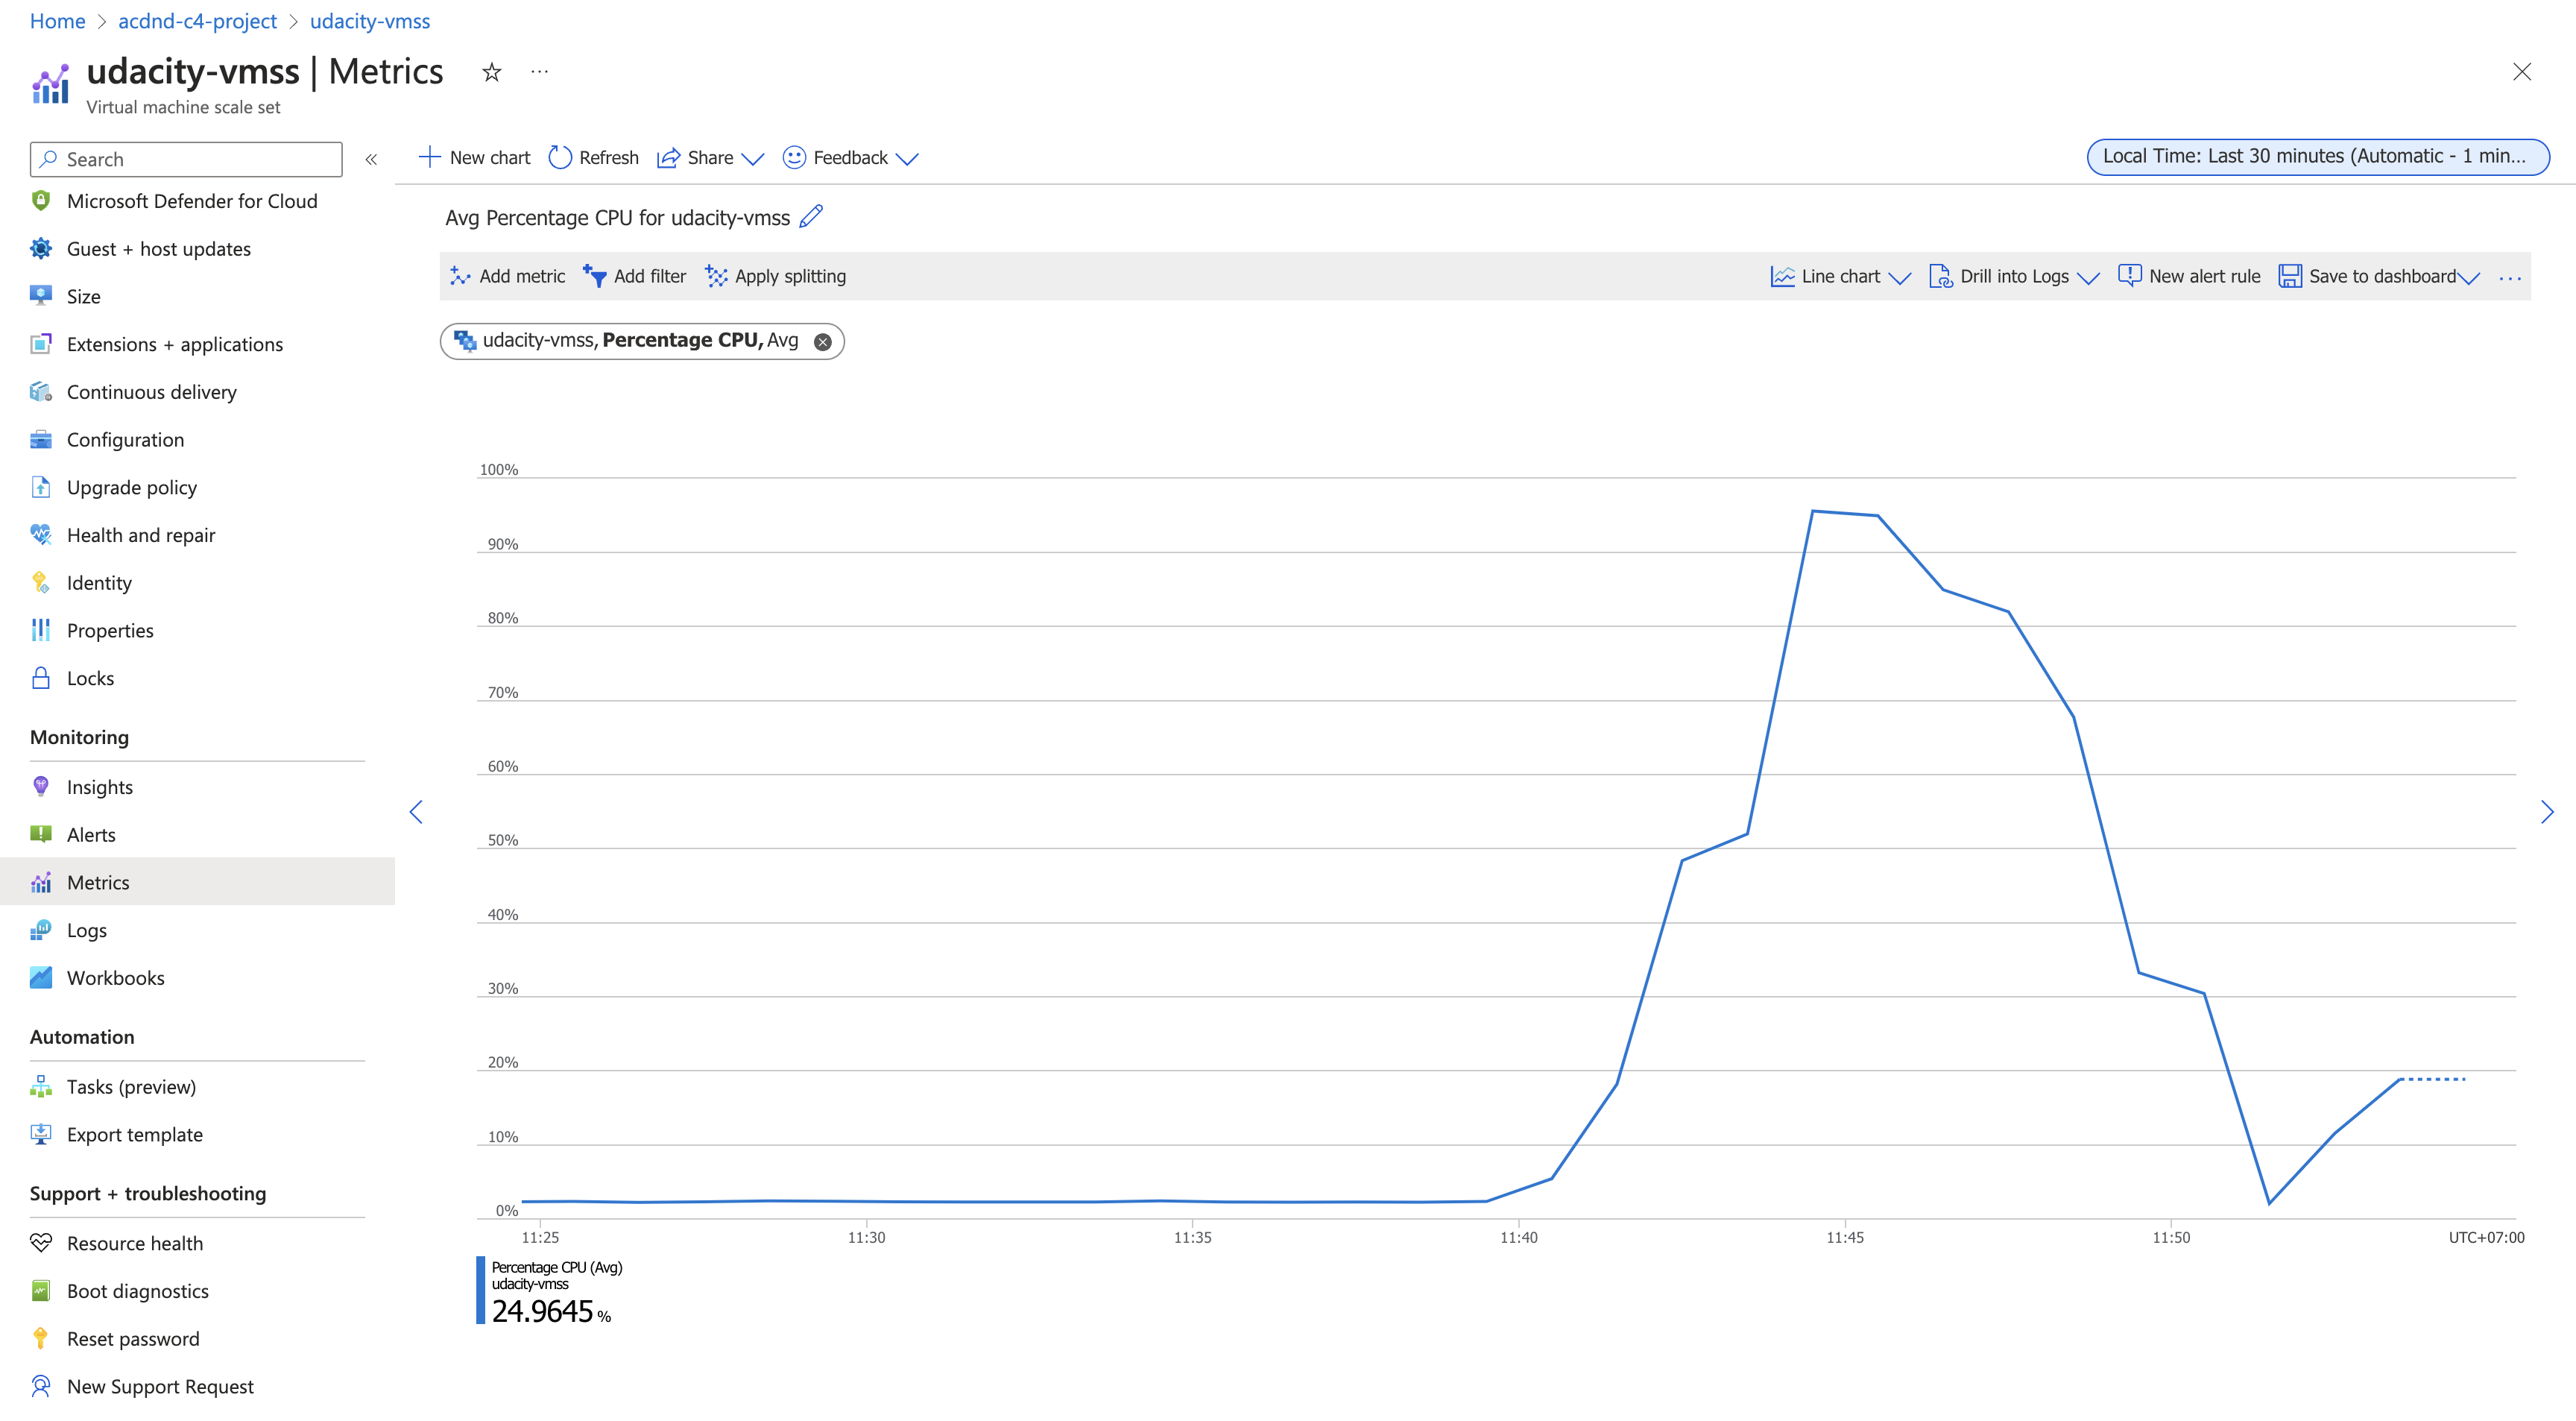 Home > acdnd-c4-project > udacity-vmss
udacity-vmss | Metrics
Virtual machine scale set
Search
Microsoft Defender for Cloud
Guest + host updates
Size
Extensions + applications
Continuous delivery
Configuration
Upgrade policy
Health and repair
Identity
Properties
Locks
Monitoring
Insights
Alerts
Metrics
Logs
Workbooks
Automation
Tasks (preview)
Export template
Support + troubleshooting
Resource health
Boot diagnostics
Reset password
New Support Request
New chart Refresh Share Feedback
Local Time: Last 30 minutes (Automatic - 1 min...
Avg Percentage CPU for udacity-vmss
Add metric Add filter Apply splitting Line chart Drill into Logs New alert rule Save to dashboard ...
udacity-vmss, Percentage CPU, Avg
100%
90%
80%
70%
60%
50%
40%
30%
20%
10%
0%
11:25 11:30 11:35 11:40 11:45 11:50 UTC+07:00
Percentage CPU (Avg)
udacity-vmss
24.9645 %